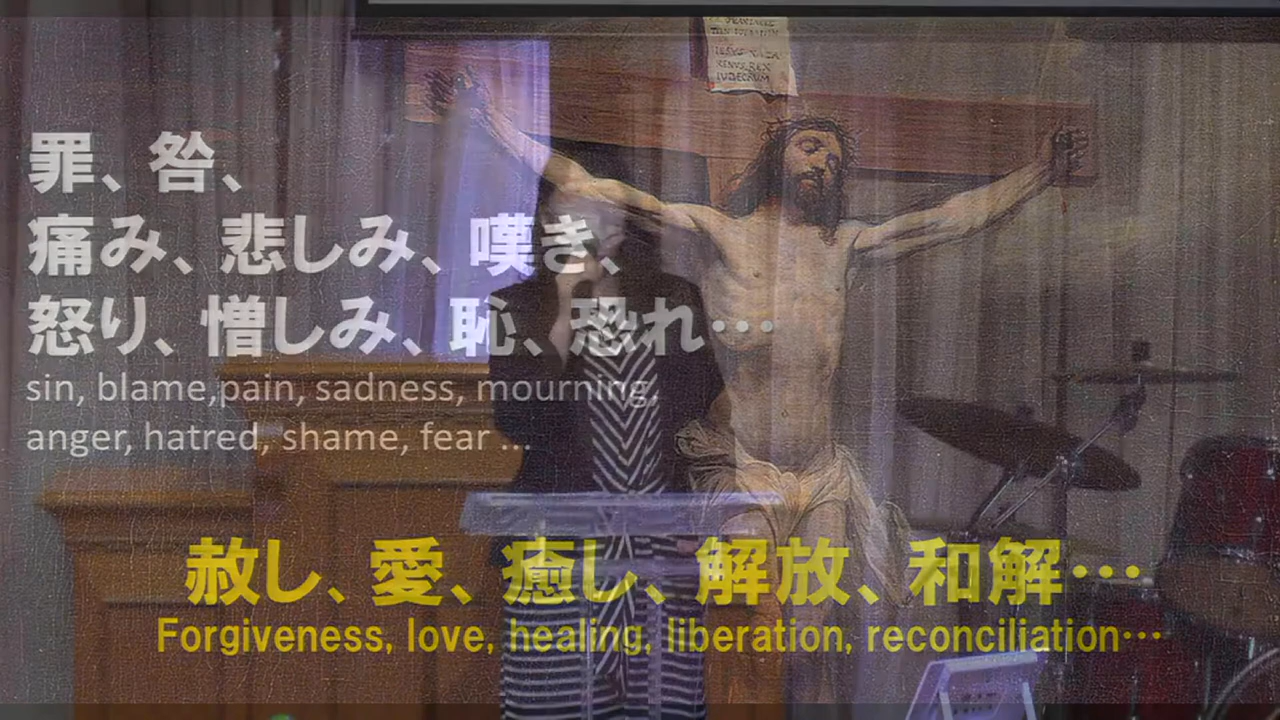 罪、咎、
痛み、悲しみ、嘆き、
怒り、憎しみ、恥、恐れ…
sin, blame,pain, sadness, mourning,
anger, hatred, shame, fear ...
赦し、愛、癒し、解放、和解…
Forgiveness, love, healing, liberation, reconciliation…